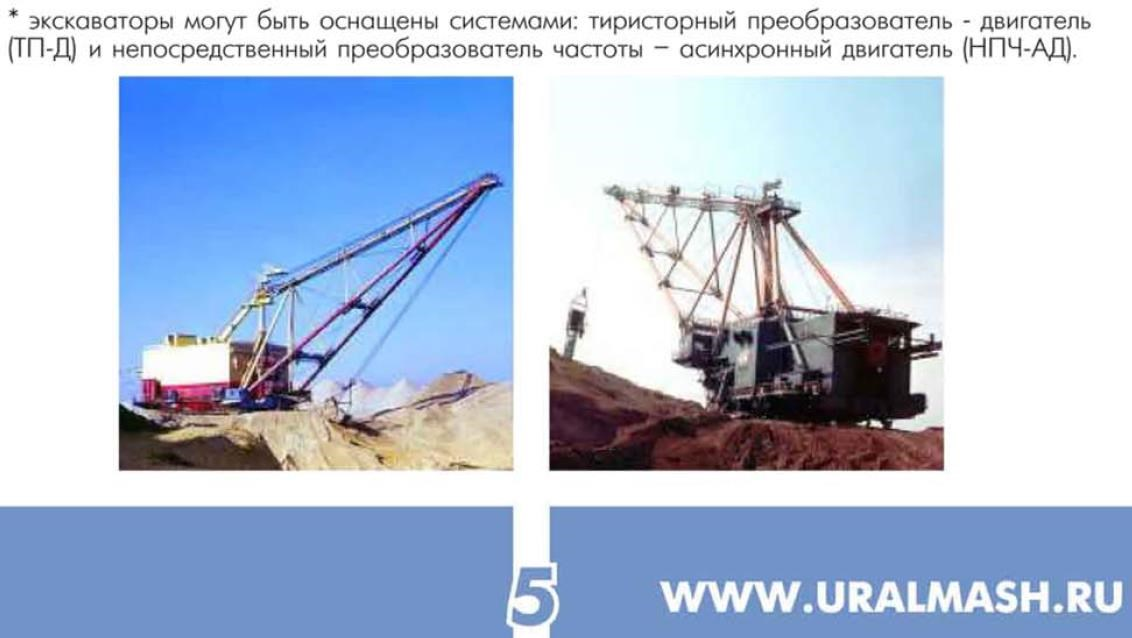 * экскаваторы могут быть оснащены системами: тиристорный преобразователь - двигатель
(ТП-Д) и непосредственный преобразователь частоты – асинхронный двигатель (НПЧ-АД).
5
WWW.URALMASH.RU